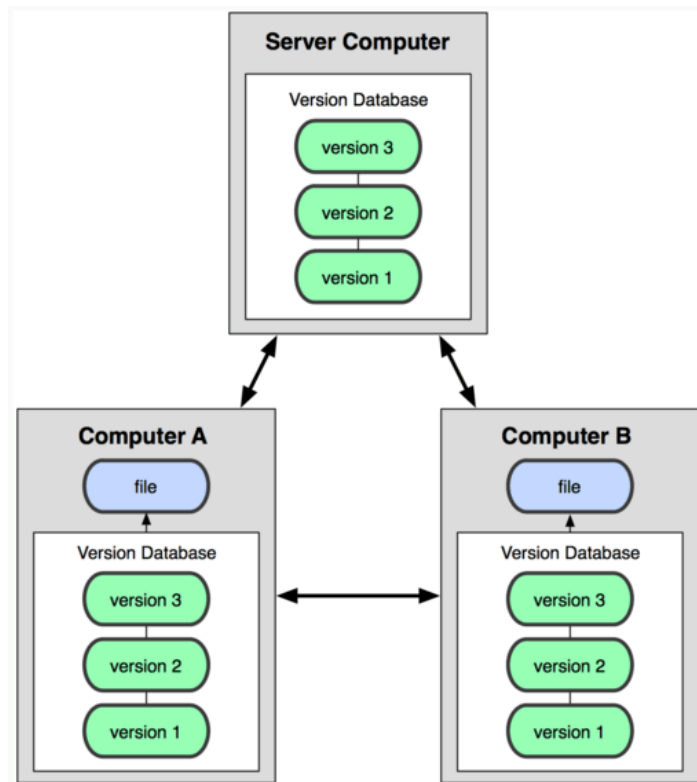 Server Computer
Version Database
version 3
version 2
version 1
Computer A
file
Version Database
version 3
version 2
version 1
Computer B
file
Version Database
version 3
version 2
version 1